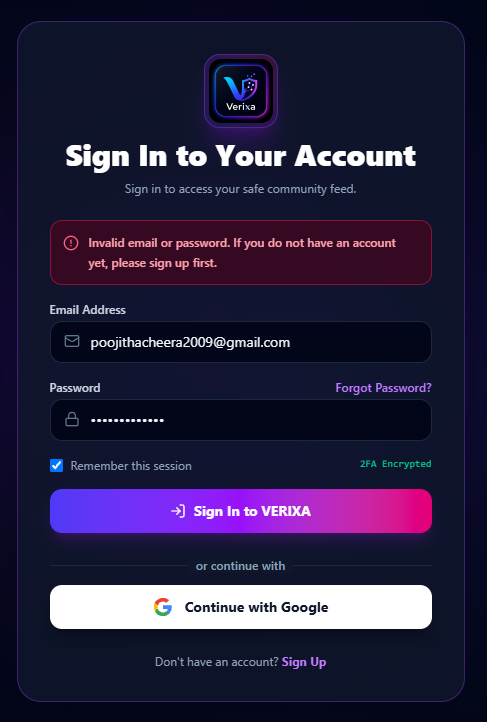 Verixa
Sign In to Your Account
Sign in to access your safe community feed.
Invalid email or password. If you do not have an account
yet, please sign up first.
Email Address
poojithacheera2009@gmail.com
Password
Forgot Password?
•••••••••••••
Remember this session
2FA Encrypted
Sign In to VERIXA
or continue with
Continue with Google
Don't have an account? Sign Up